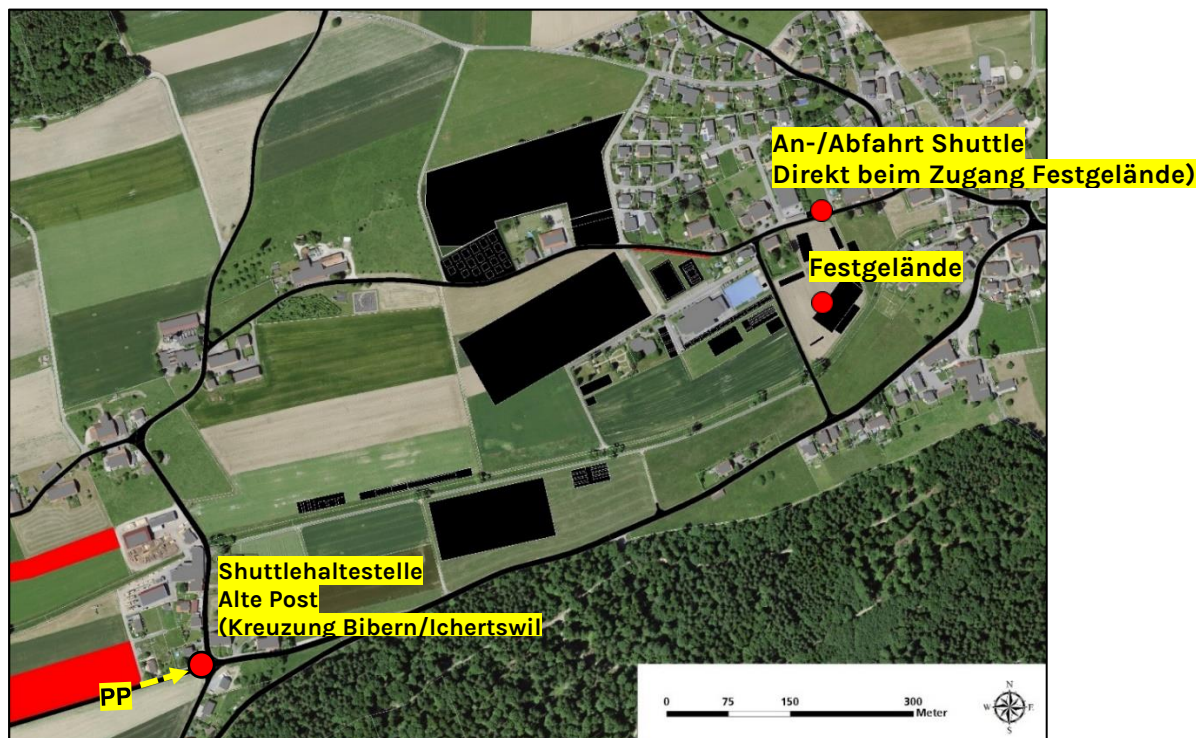 An-/Abfahrt Shuttle
Direkt beim Zugang Festgelände)
Festgelände
Shuttlehaltestelle
Alte Post
(Kreuzung Bibern/Ichertswil
PP
0 75 150 300
Meter
N
W E
S